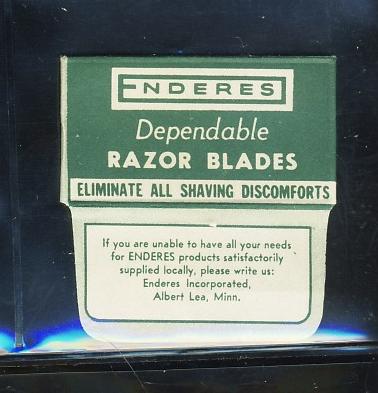 ENDERES
Dependable
RAZOR BLADES
ELIMINATE ALL SHAVING DISCOMFORTS
If you are unable to have all your needs
for ENDERES products satisfactorily
supplied locally, please write us:
Enderes Incorporated,
Albert Lea, Minn.